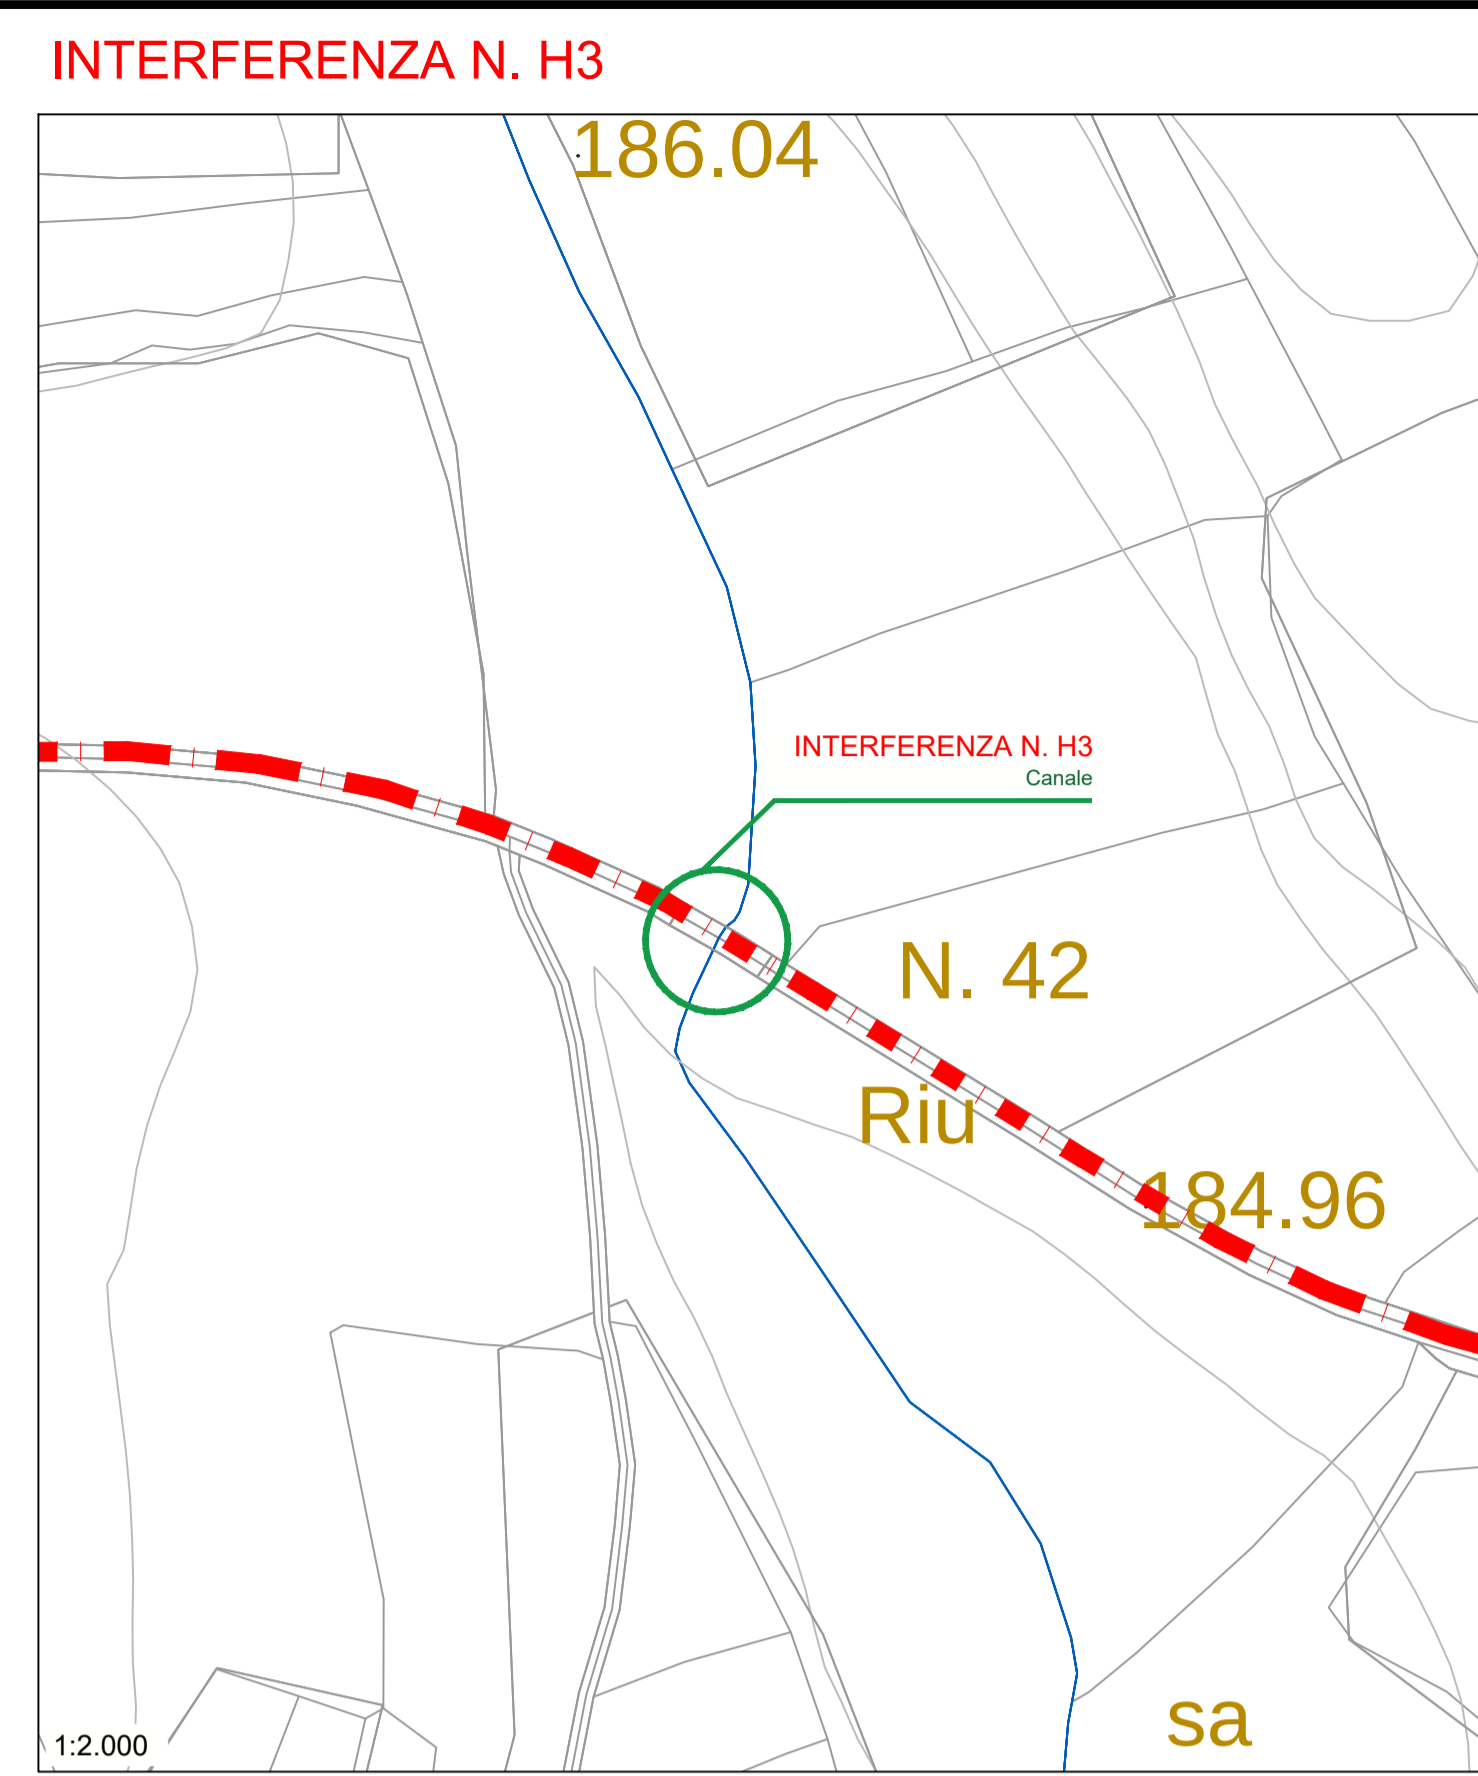 INTERFERENZA N. H3
186.04
INTERFERENZA N. H3
Canale
N. 42
Riu
184.96
sa
1:2.000